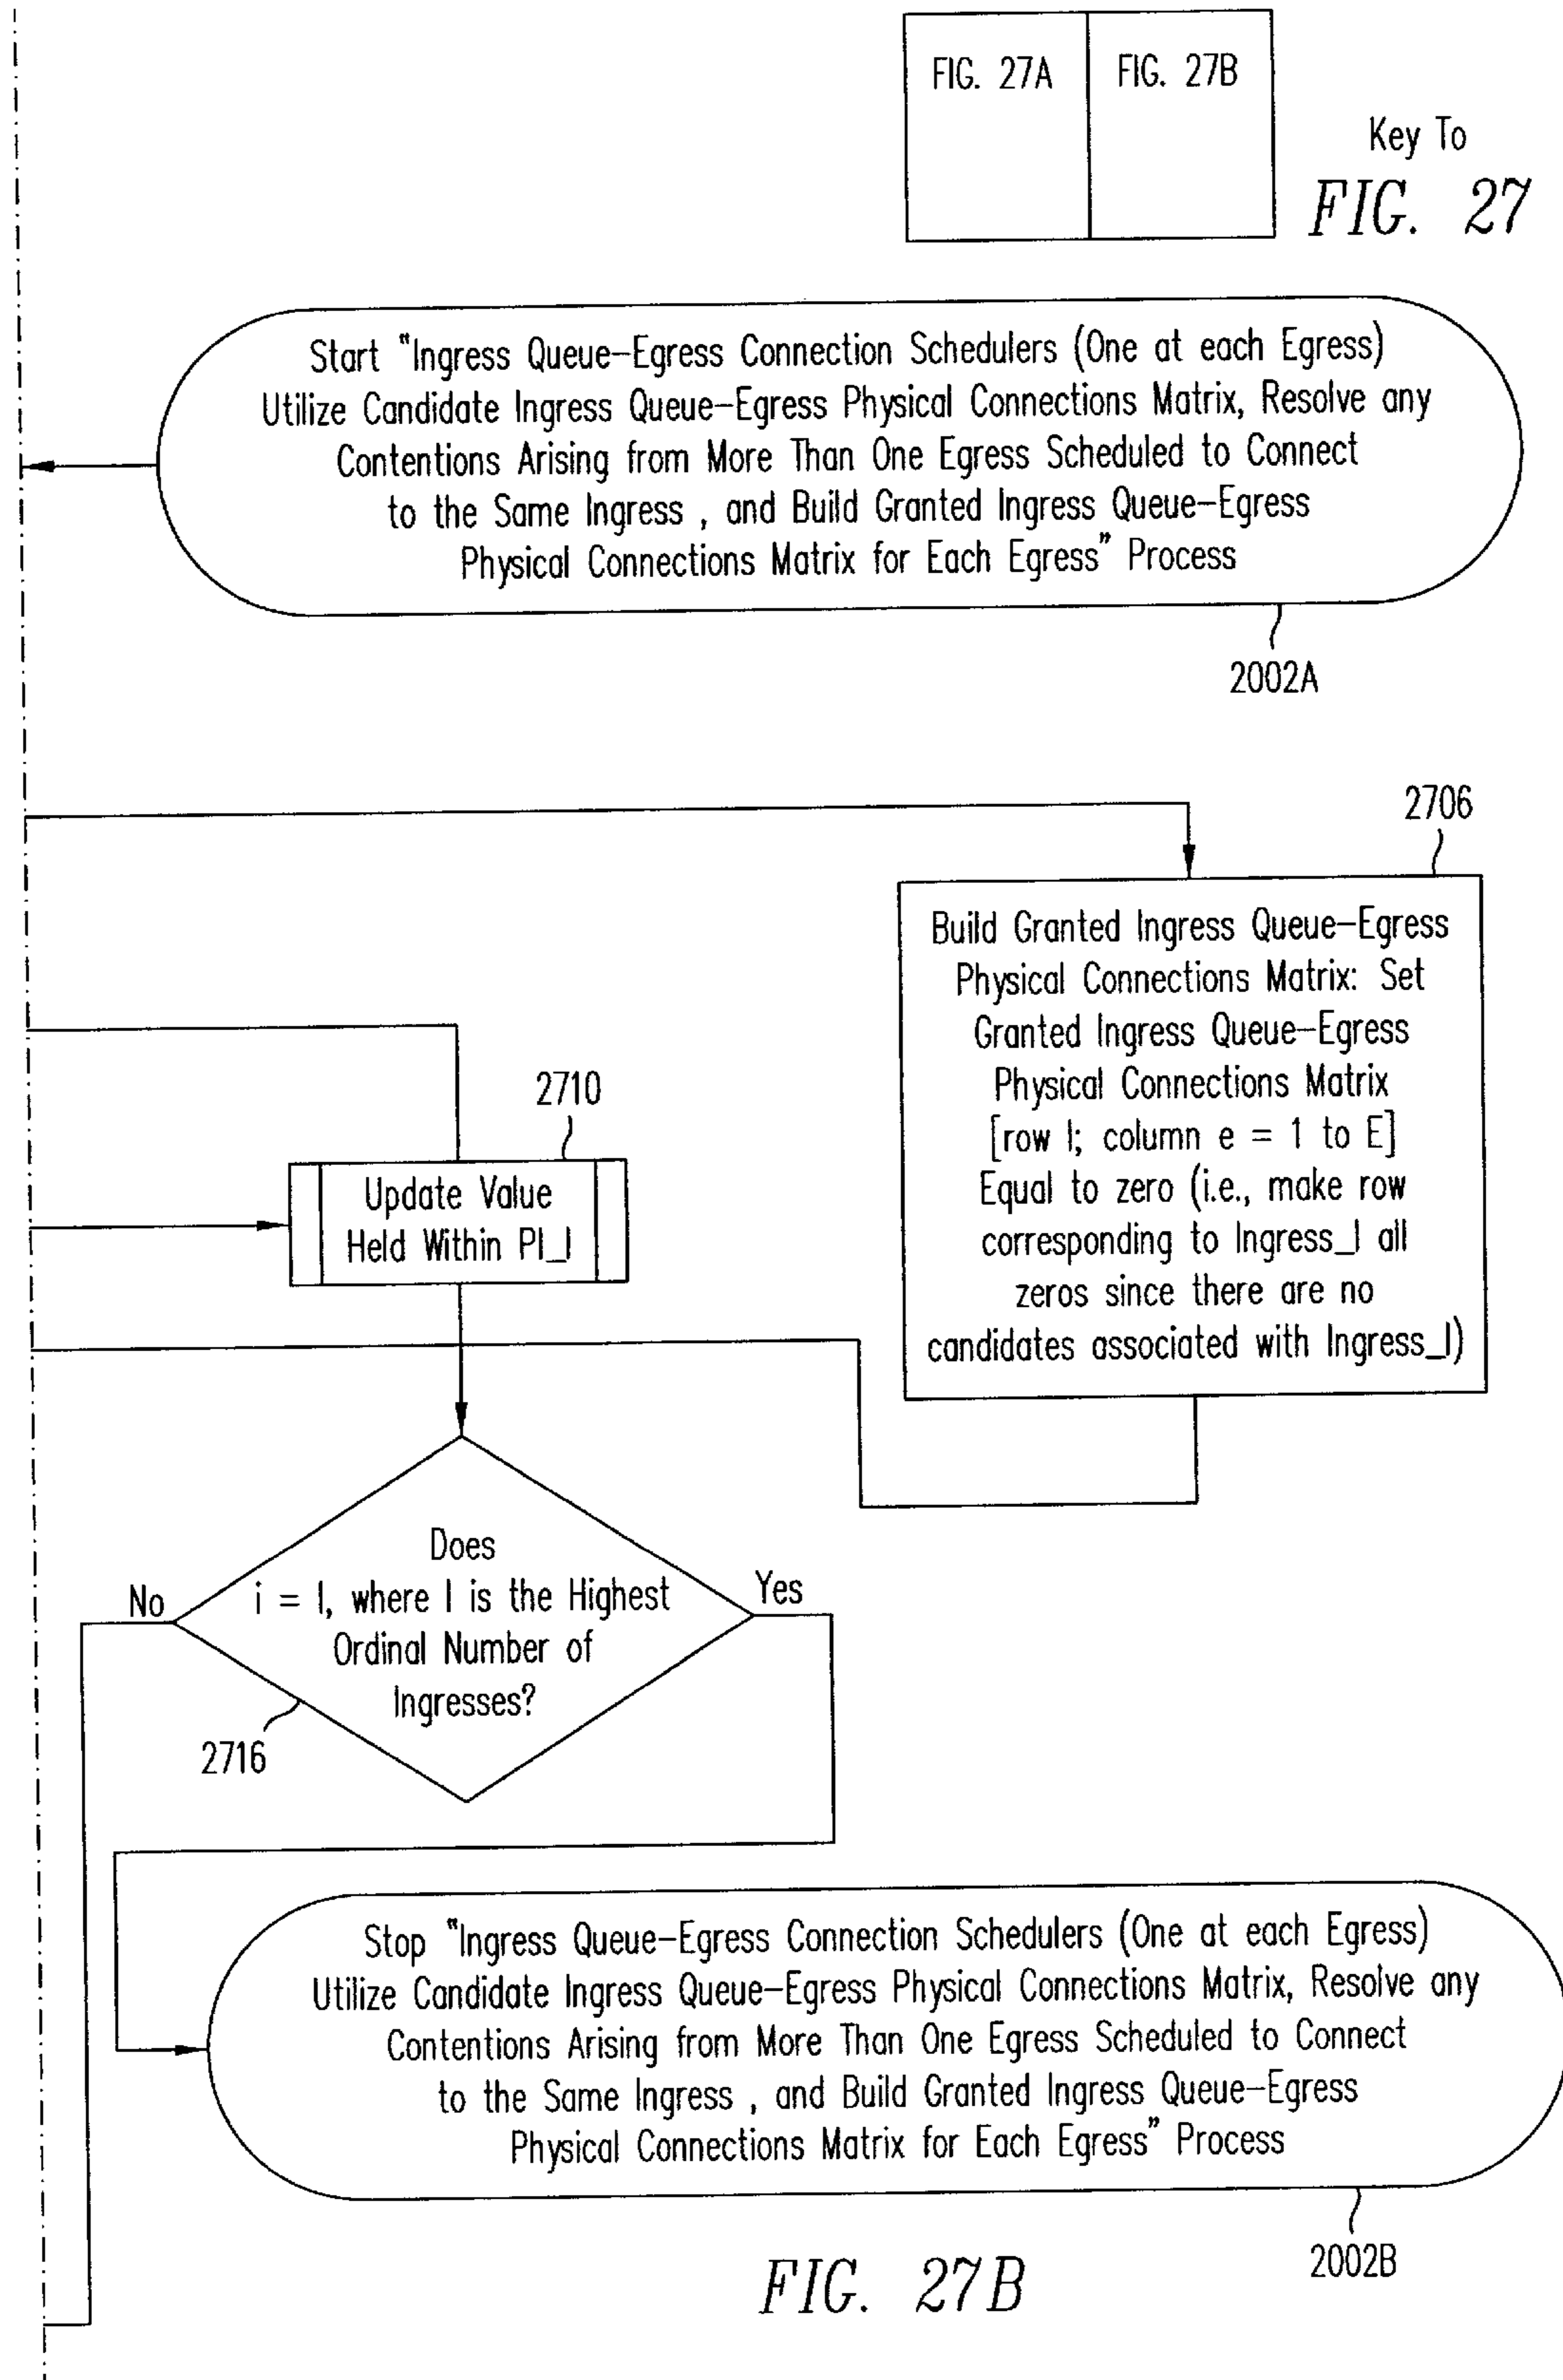 FIG. 27A
FIG. 27B
Key To
FIG. 27
Start "Ingress Queue-Egress Connection Schedulers (One at each Egress)
Utilize Candidate Ingress Queue-Egress Physical Connections Matrix, Resolve any
Contentions Arising from More Than One Egress Scheduled to Connect
to the Same Ingress , and Build Granted Ingress Queue-Egress
Physical Connections Matrix for Each Egress" Process
2002A
2706
Build Granted Ingress Queue-Egress
Physical Connections Matrix: Set
Granted Ingress Queue-Egress
Physical Connections Matrix
[row I; column e = 1 to E]
Equal to zero (i.e., make row
corresponding to Ingress_I all
zeros since there are no
candidates associated with Ingress_I)
2710
Update Value
Held Within PI_I
Does
i = I, where I is the Highest
Ordinal Number of
Ingresses?
No
Yes
2716
Stop "Ingress Queue-Egress Connection Schedulers (One at each Egress)
Utilize Candidate Ingress Queue-Egress Physical Connections Matrix, Resolve any
Contentions Arising from More Than One Egress Scheduled to Connect
to the Same Ingress , and Build Granted Ingress Queue-Egress
Physical Connections Matrix for Each Egress" Process
2002B
FIG. 27B